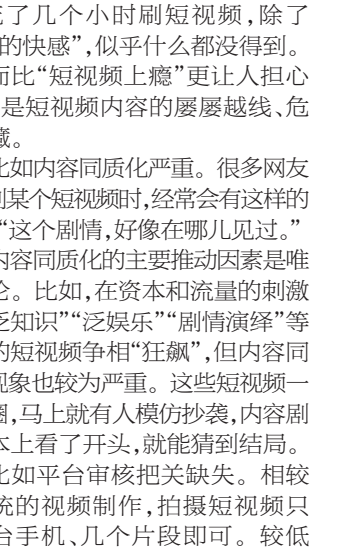 了几个小时刷短视频，除了
的快感”，似乎什么都没得到。
而比“短视频上瘾”更让人担心
是短视频内容的屡屡越线、危
藏。
比如内容同质化严重。很多网友
到某个短视频时，经常会有这样的
“这个剧情，好像在哪儿见过。”
内容同质化的主要推动因素是唯
论。比如，在资本和流量的刺激
泛知识”“泛娱乐”“剧情演绎”等
的短视频争相“狂飙”，但内容同
现象也较为严重。这些短视频一
圈，马上就有人模仿抄袭，内容剧
本上看了开头，就能猜到结局。
比如平台审核把关缺失。相较
统的视频制作，拍摄短视频只
台手机、几个片段即可。较低